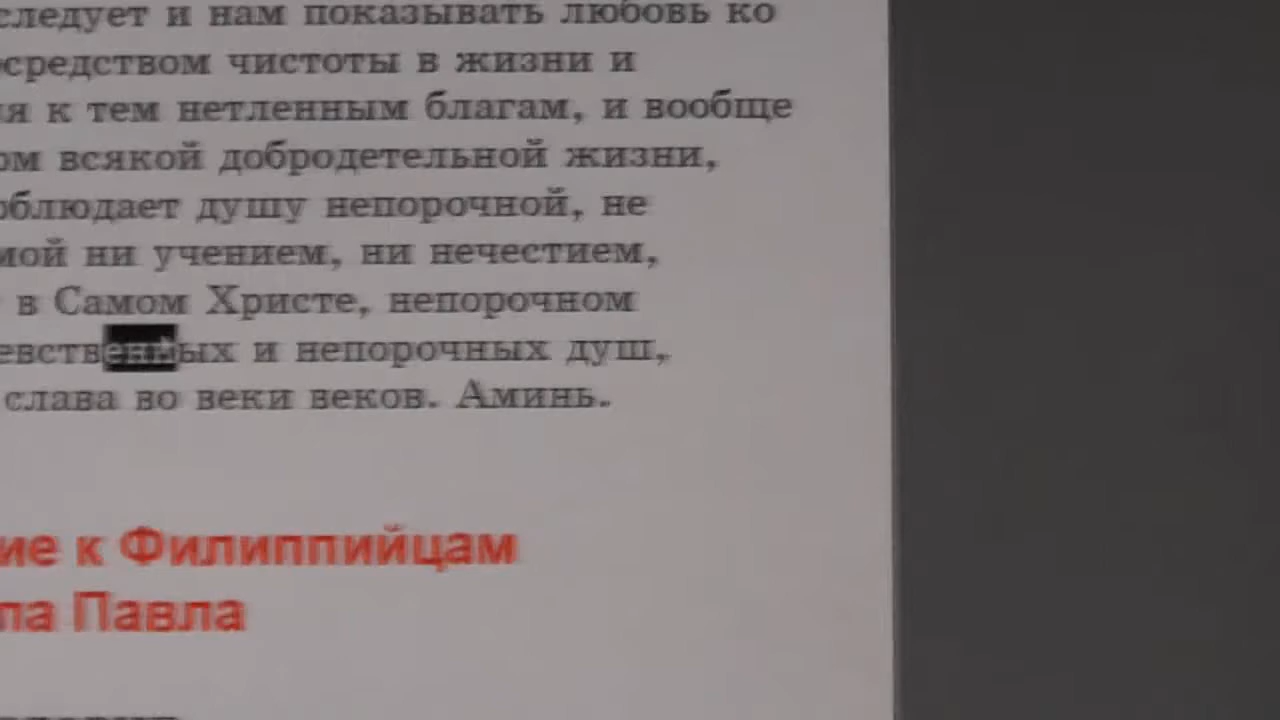 следует и нам показывать любовь ко
осредством чистоты в жизни и
ия к тем нетленным благам, и вообще
ом всякой добродетельной жизни,
облюдает душу непорочной, не
мой ни учением, ни нечестием,
в Самом Христе, непорочном
евственных и непорочных душ,
слава во веки веков. Аминь.
ие к Филиппийцам
ла Павла